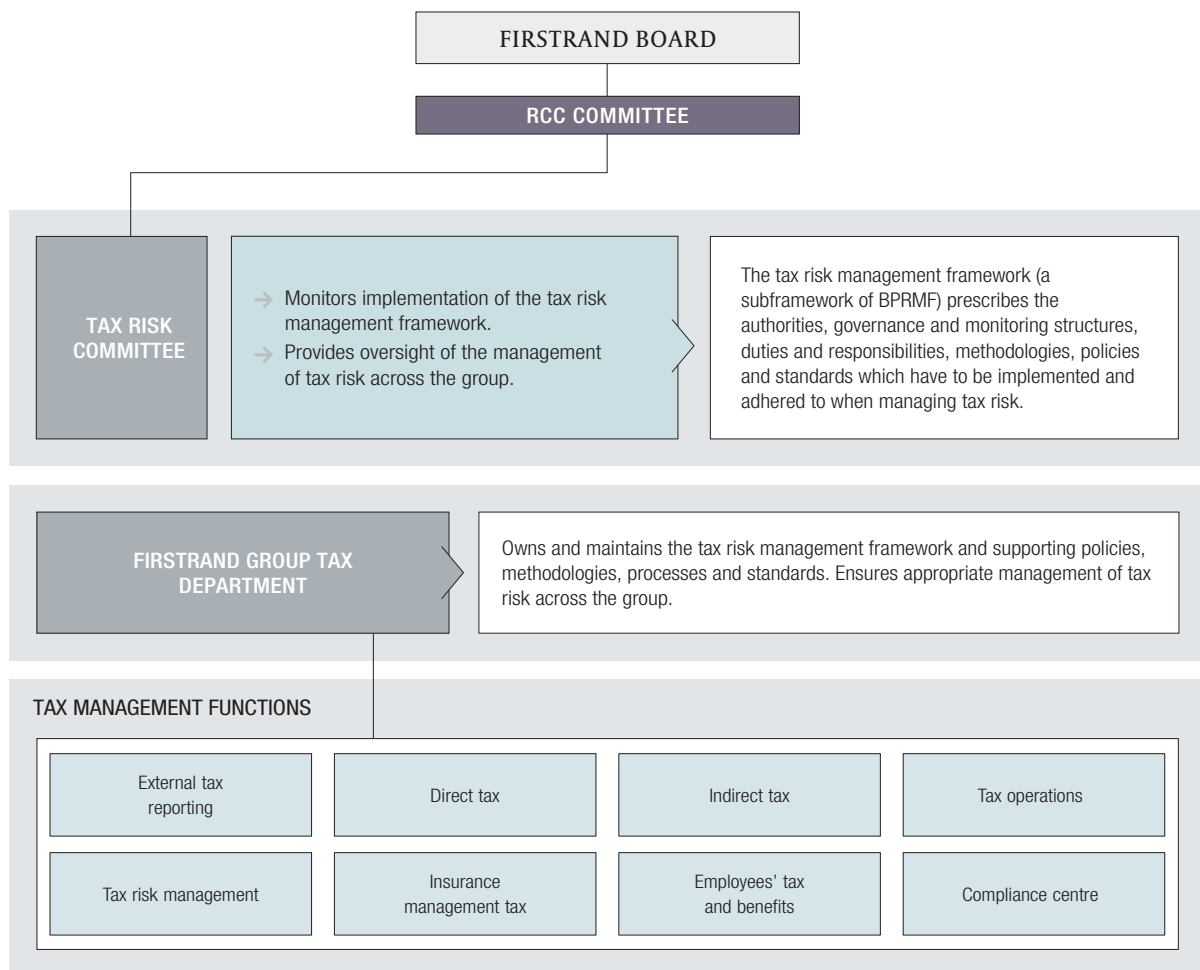 FIRSTRAND BOARD
RCC COMMITTEE
TAX RISK
COMMITTEE
→ Monitors implementation of the tax risk
management framework.
→ Provides oversight of the management
of tax risk across the group.
The tax risk management framework (a
subframework of BPRMF) prescribes the
authorities, governance and monitoring structures,
duties and responsibilities, methodologies, policies
and standards which have to be implemented and
adhered to when managing tax risk.
FIRSTRAND GROUP TAX
DEPARTMENT
Owns and maintains the tax risk management framework and supporting policies,
methodologies, processes and standards. Ensures appropriate management of tax
risk across the group.
TAX MANAGEMENT FUNCTIONS
External tax
reporting
Direct tax
Indirect tax
Tax operations
Tax risk management
Insurance
management tax
Employees’ tax
and benefits
Compliance centre